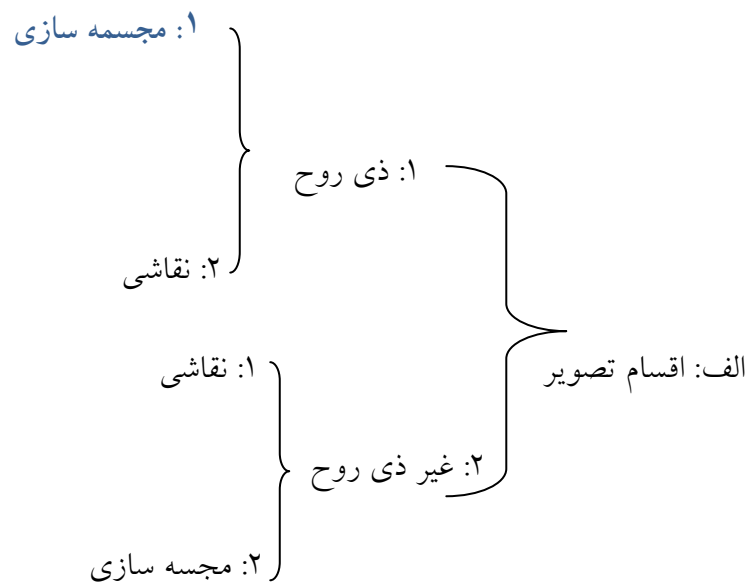 ۱: مجسمه سازی
۱: ذی روح
۲: نقاشی
الف: اقسام تصویر
۱: نقاشی
۲: غیر ذی روح
۲: مجسه سازی